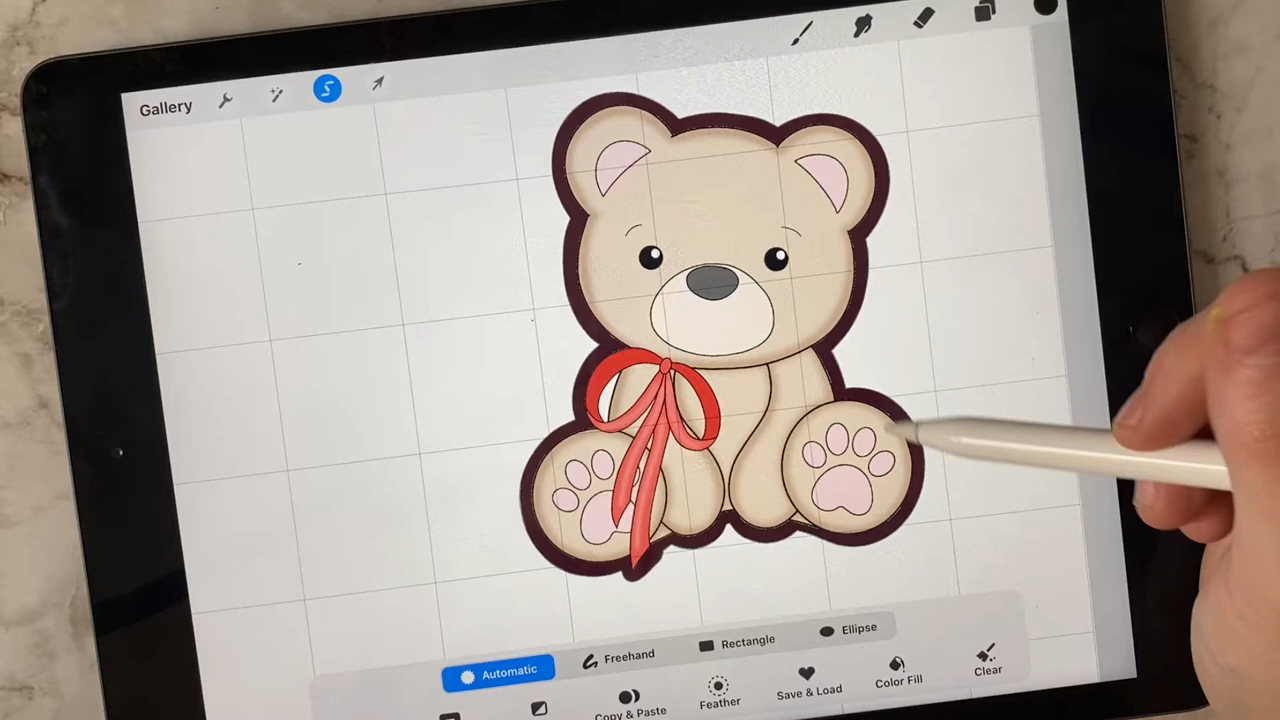 Gallery
Automatic
Freehand
Rectangle
Ellipse
Copy & Paste
Feather
Save & Load
Color Fill
Clear